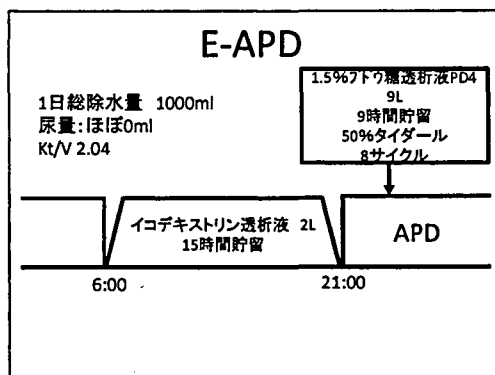 E-APD
1日総除水量 1000ml
尿量:ほぼ0ml
Kt/V 2.04
1.5%ブトウ糖透析液PD4
9L
9時間貯留
50%タイダール
8サイクル
イコデキストリン透析液 2L
15時間貯留
APD
6:00
21:00